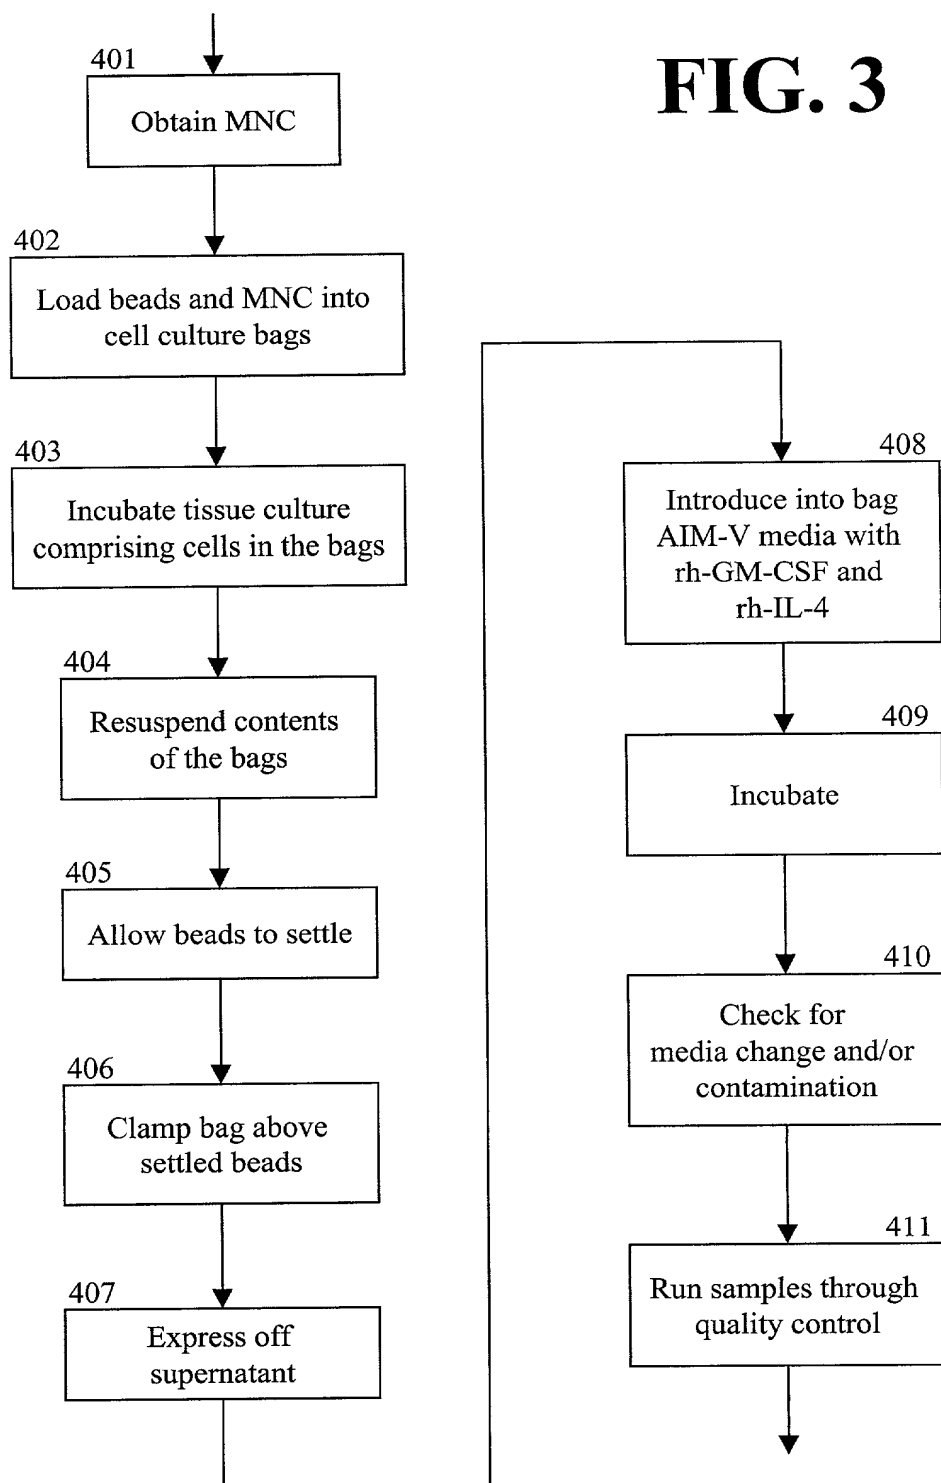 FIG. 3
401
Obtain MNC
402
Load beads and MNC into
cell culture bags
403
Incubate tissue culture
comprising cells in the bags
404
Resuspend contents
of the bags
405
Allow beads to settle
406
Clamp bag above
settled beads
407
Express off
supernatant
408
Introduce into bag
AIM-V media with
rh-GM-CSF and
rh-IL-4
409
Incubate
410
Check for
media change and/or
contamination
411
Run samples through
quality control